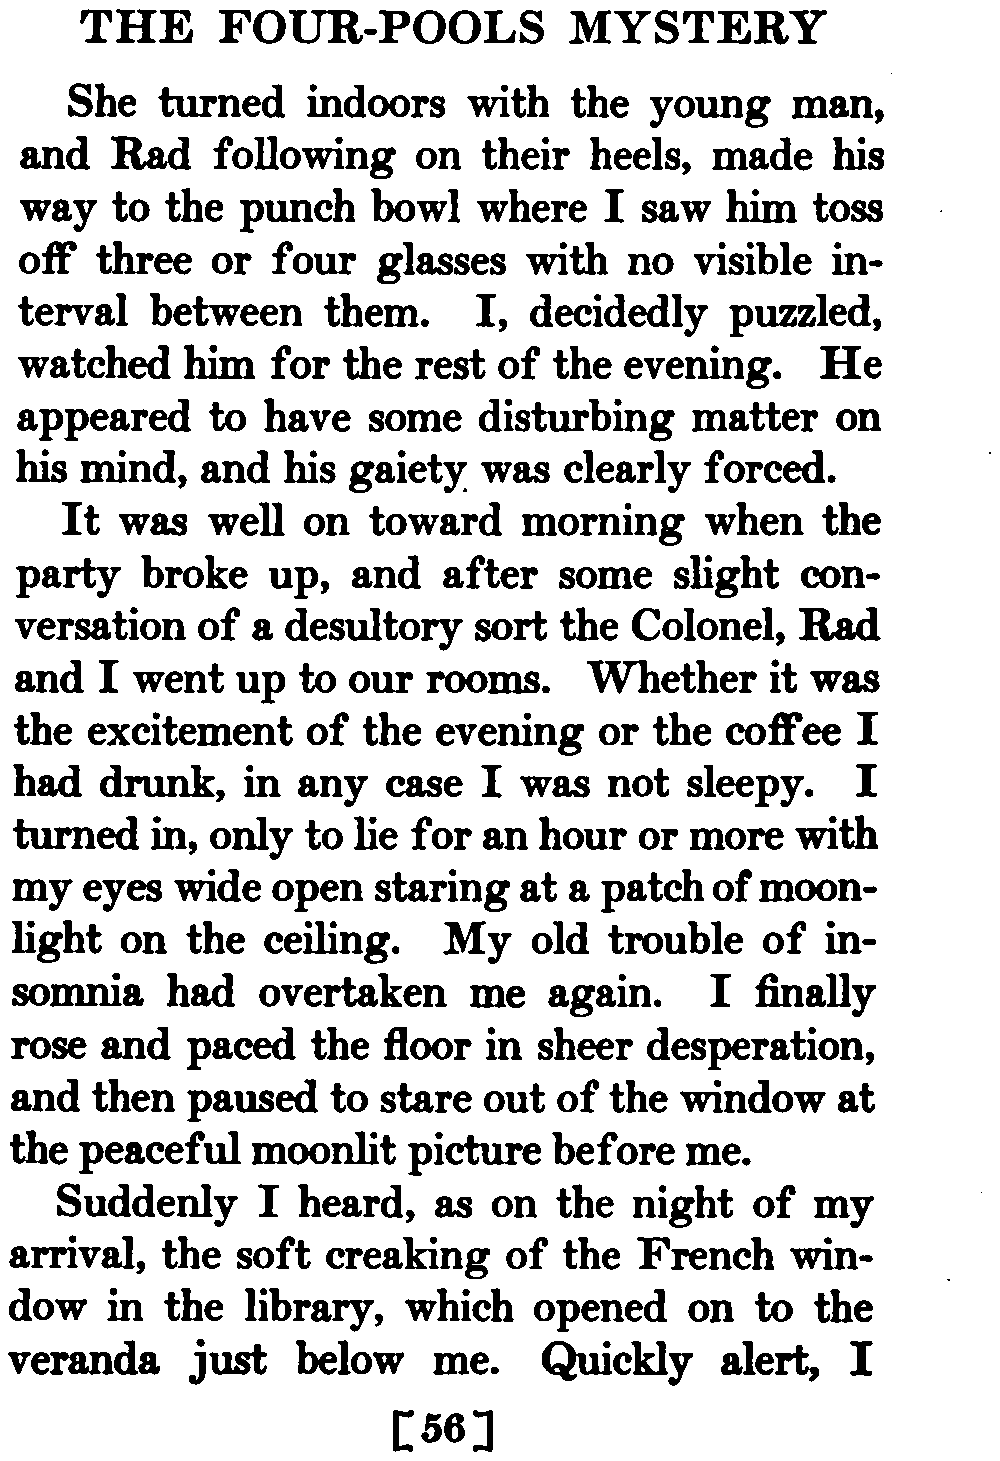 THE FOUR-POOLS MYSTERY
She turned indoors with the young man,
and Rad following on their heels, made his
way to the punch bowl where I saw him toss
off three or four glasses with no visible in-
terval between them. I, decidedly puzzled,
watched him for the rest of the evening. He
appeared to have some disturbing matter on
his mind, and his gaiety was clearly forced.
It was well on toward morning when the
party broke up, and after some slight con-
versation of a desultory sort the Colonel, Rad
and I went up to our rooms. Whether it was
the excitement of the evening or the coffee I
had drunk, in any case I was not sleepy. I
turned in, only to lie for an hour or more with
my eyes wide open staring at a patch of moon-
light on the ceiling. My old trouble of in-
somnia had overtaken me again. I finally
rose and paced the floor in sheer desperation,
and then paused to stare out of the window at
the peaceful moonlit picture before me.
Suddenly I heard, as on the night of my
arrival, the soft creaking of the French win-
dow in the library, which opened on to the
veranda just below me. Quickly alert, I
[56]